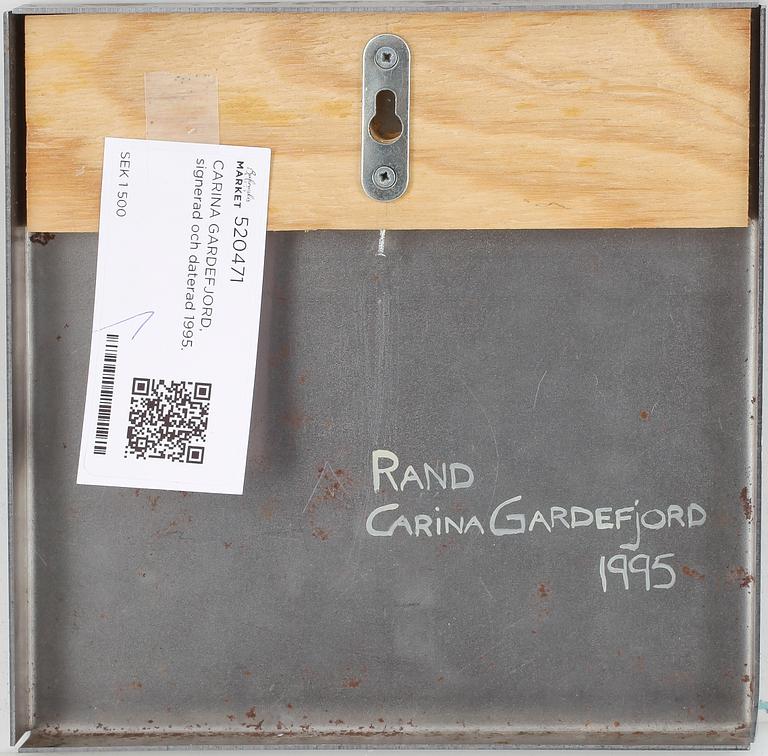 Bukowskis
MARKET 520471
CARINA GARDEFJORD,
signerad och daterad 1995.
SEK 1 500
RAND
CARINA GARDEFjORD
1995